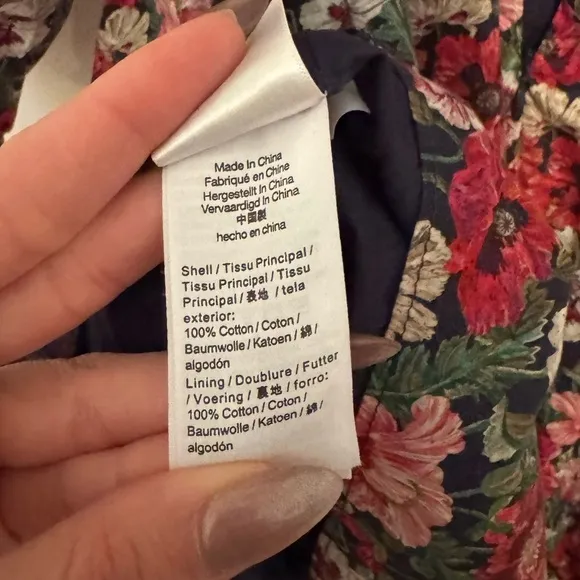 Made In China
Fabriqué en Chine
Hergestellt In China
Vervaardigd In China
中国製
hecho en china
Shell / Tissu Principal /
Tissu Principal / Tissu
Principal / 表地 / tela
exterior:
100% Cotton / Coton /
Baumwolle / Katoen / 綿 /
algodón
Lining / Doublure / Futter
/ Voering / 裏地 / forro:
100% Cotton / Coton /
Baumwolle / Katoen / 綿 /
algodón